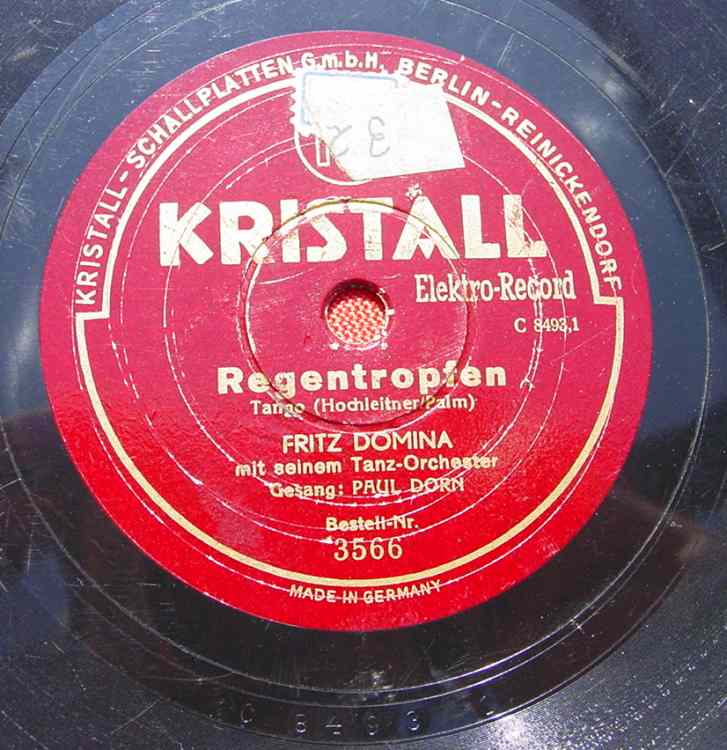 KRISTALL-SCHALLPLATTEN G.m.b.H. BERLIN-REINICKENDORF
32
KRISTALL
Elektro-Record
C 8493,1
Regentropfen
Tango (Hochleitner/Palm)
FRITZ DOMINA
mit seinem Tanz-Orchester
Gesang: PAUL DORN
Bestell-Nr.
3566
MADE IN GERMANY